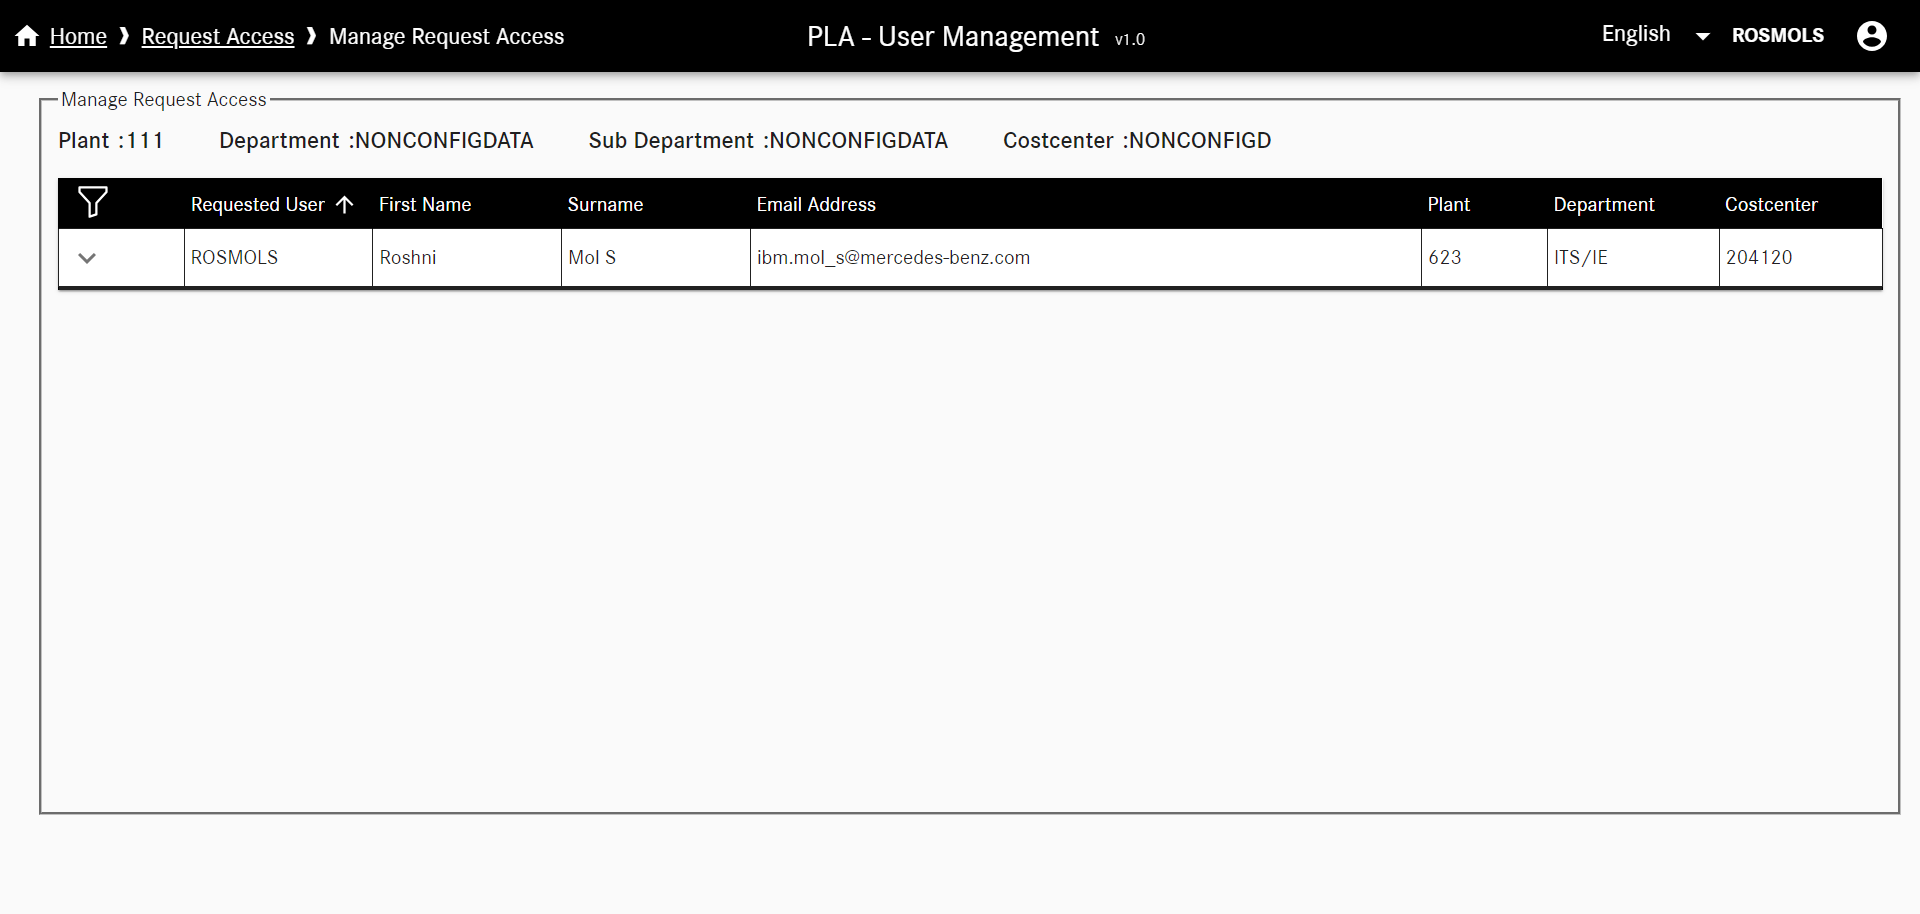 Home ❱ Request Access ❱ Manage Request Access
PLA - User Management v1.0
English
ROSMOLS
Manage Request Access
Plant :111 Department :NONCONFIGDATA Sub Department :NONCONFIGDATA Costcenter :NONCONFIGD
Requested User First Name Surname Email Address Plant Department Costcenter
ROSMOLS Roshni Mol S ibm.mol_s@mercedes-benz.com 623 ITS/IE 204120